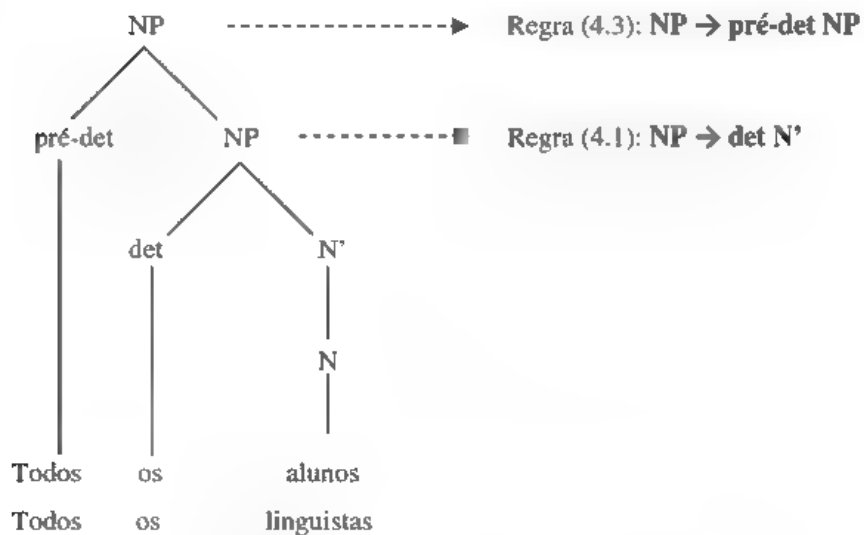 NP Regra (4.3): NP → pré-det NP
pré-det NP Regra (4.1): NP → det N’
det N’
N
Todos os alunos
Todos os linguistas